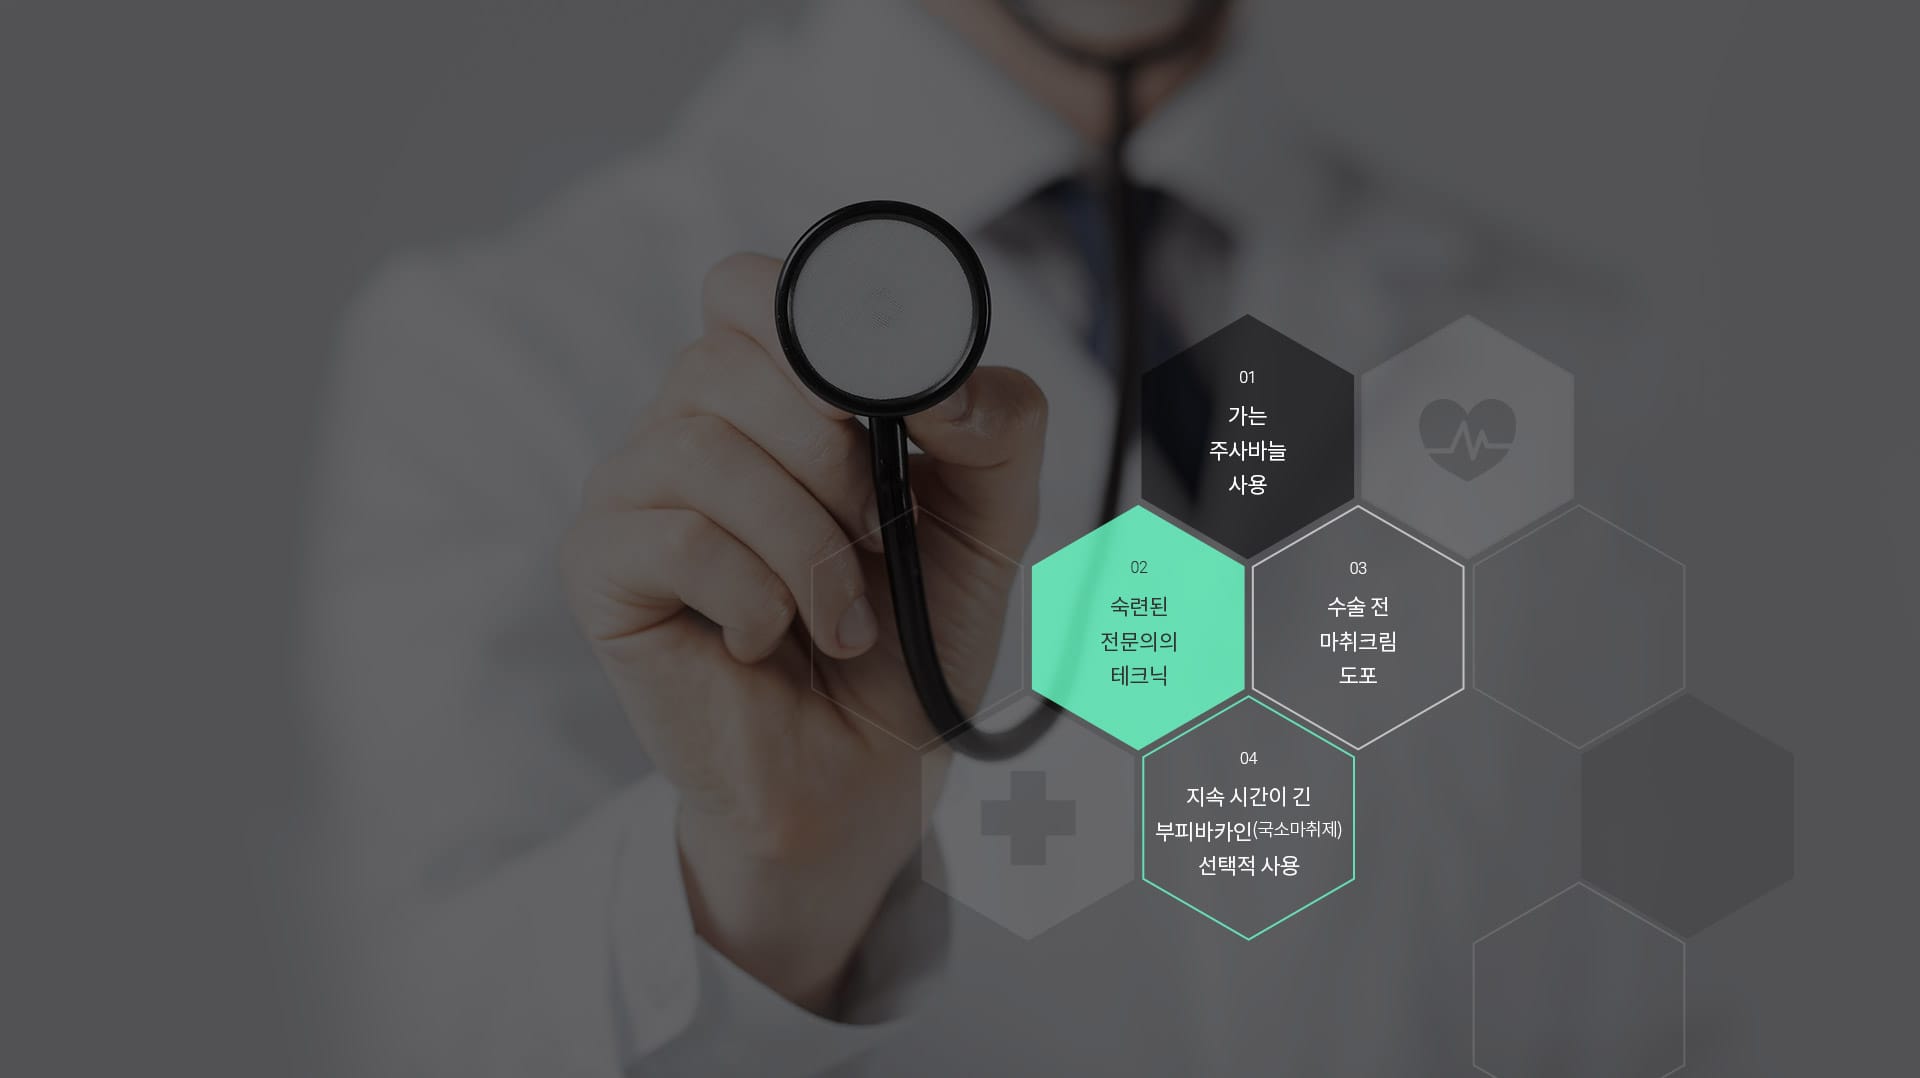 01
가는
주사바늘
사용
02
숙련된
전문의의
테크닉
03
수술 전
마취크림
도포
04
지속 시간이 긴
부피바카인(국소마취제)
선택적 사용